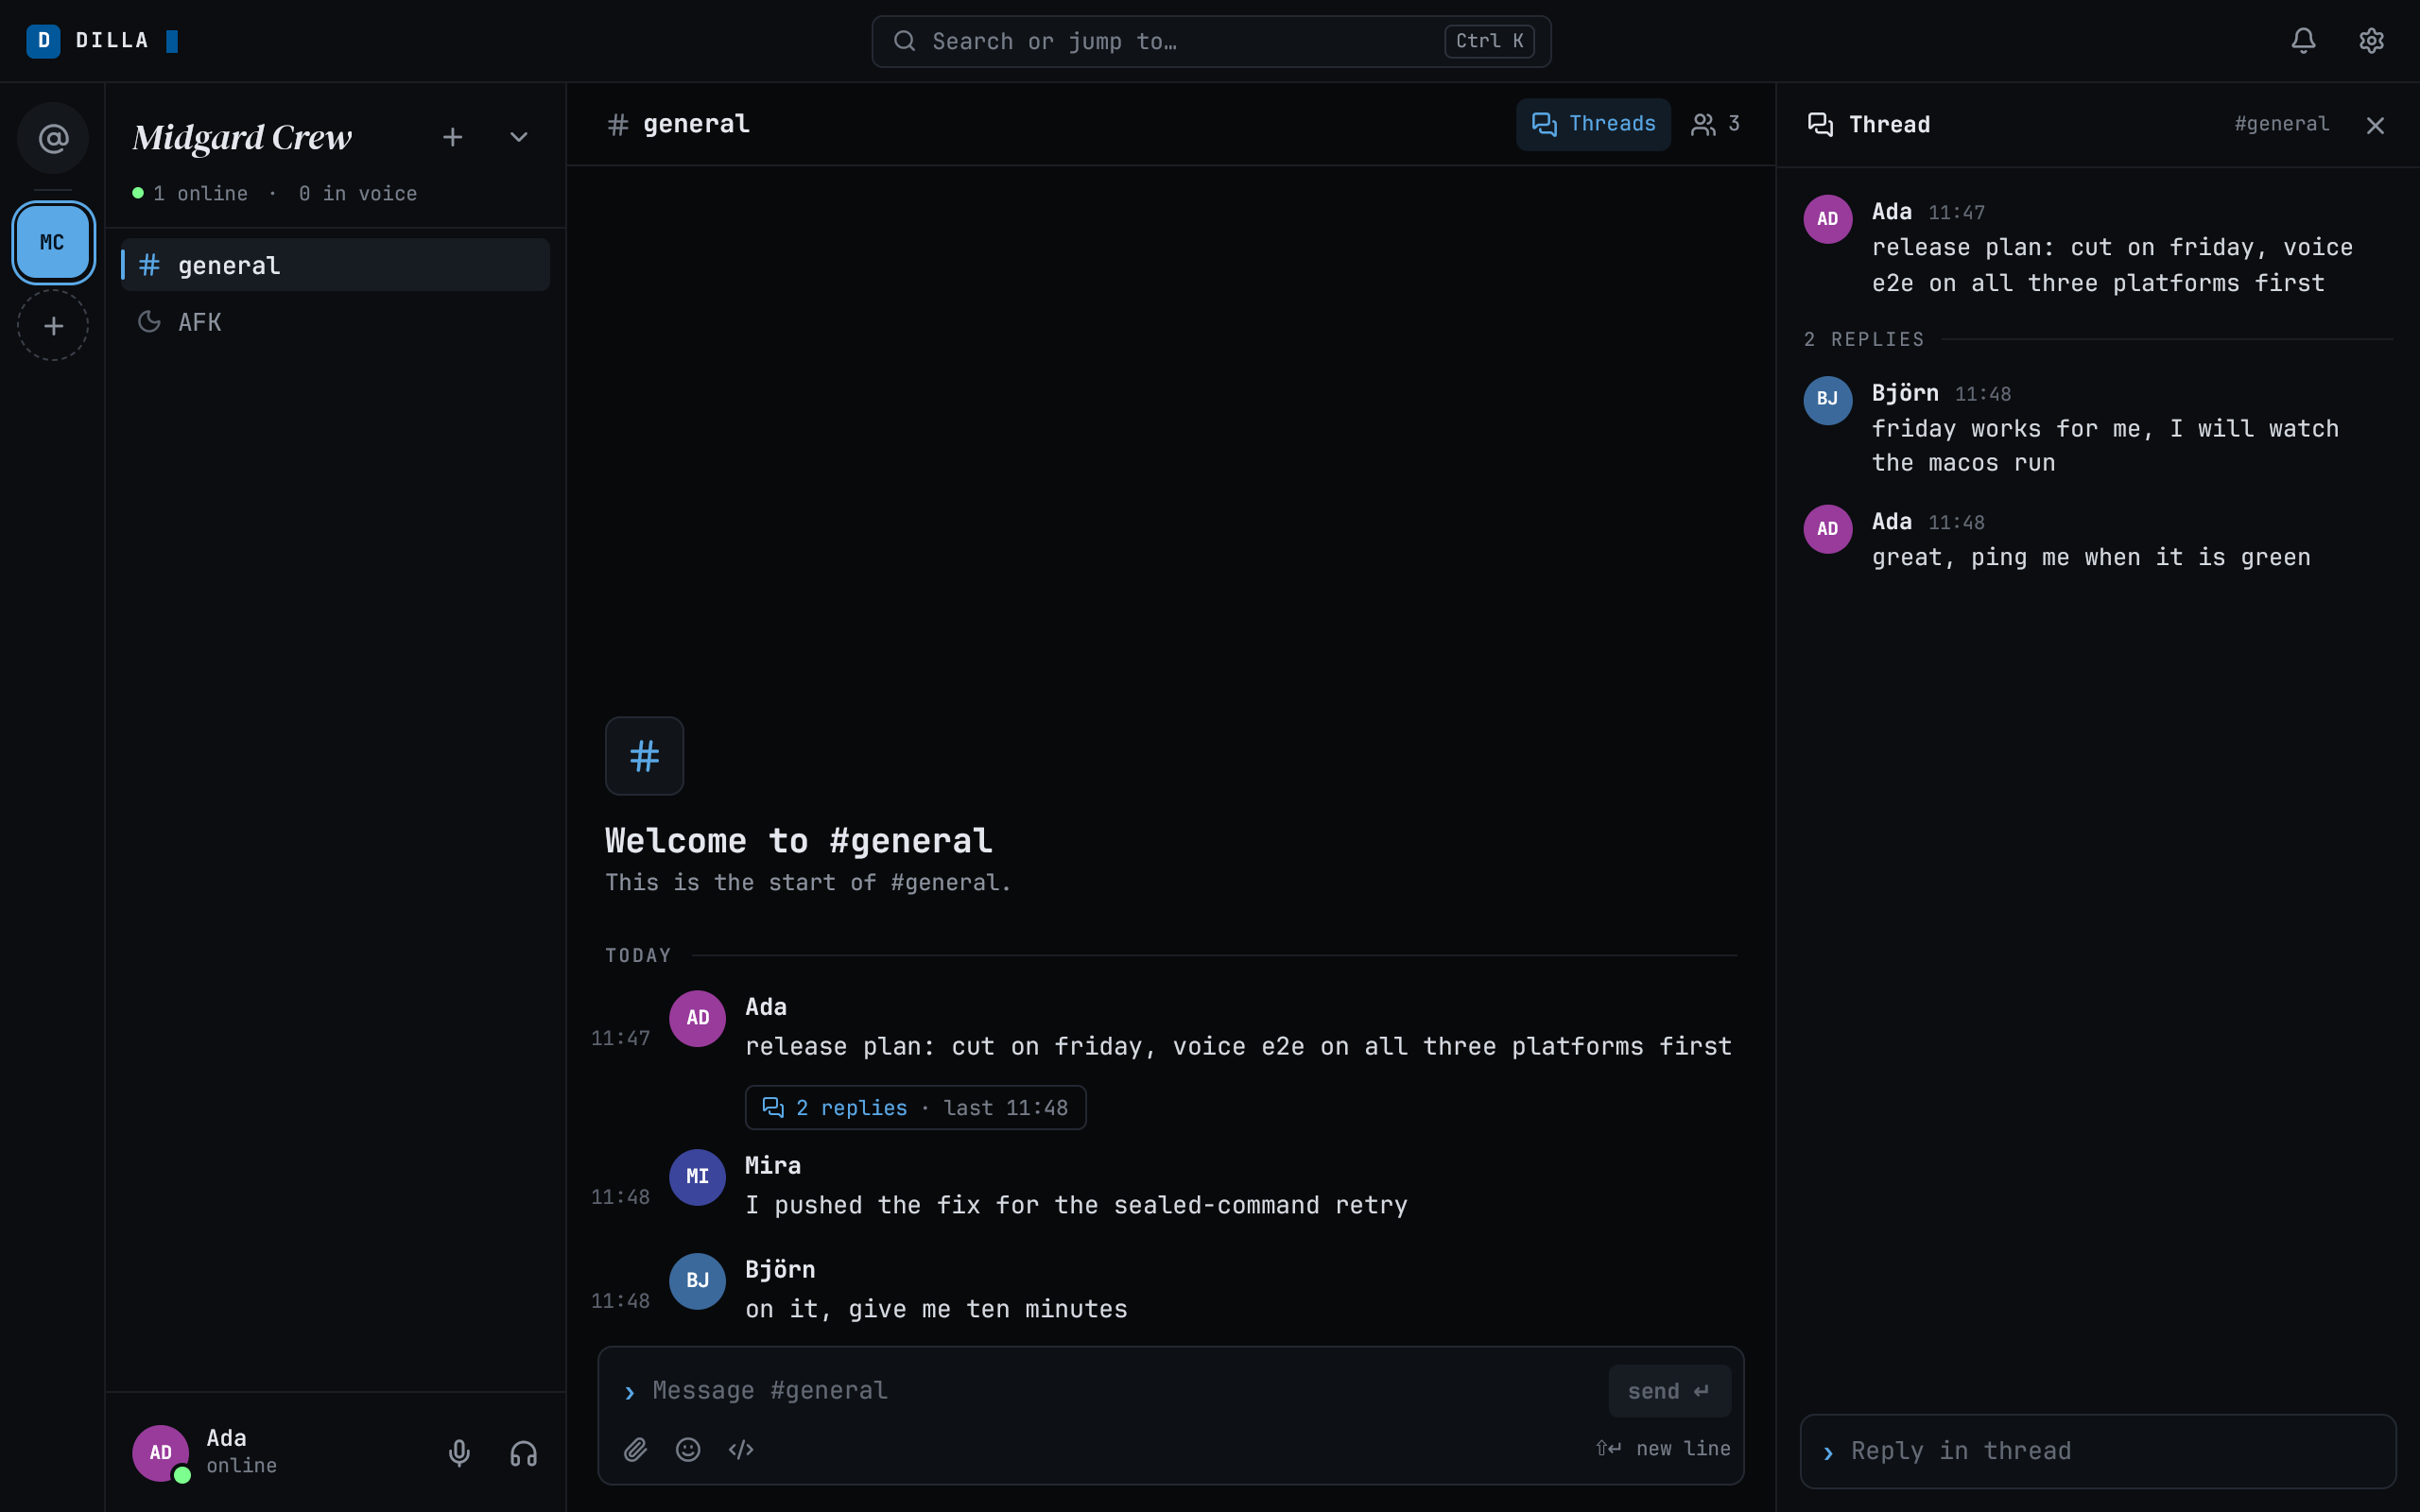 D DILLA
Search or jump to… Ctrl K
@
Midgard Crew
1 online · 0 in voice
MC
general
AFK
Ada
AD
online
# general
Threads
3
#
Welcome to #general
This is the start of #general.
TODAY
AD Ada
11:47 release plan: cut on friday, voice e2e on all three platforms first
2 replies · last 11:48
MI Mira
11:48 I pushed the fix for the sealed-command retry
BJ Björn
11:48 on it, give me ten minutes
› Message #general
send ↵
⇧↵ new line
Thread #general
AD Ada 11:47
release plan: cut on friday, voice
e2e on all three platforms first
2 REPLIES
BJ Björn 11:48
friday works for me, I will watch
the macos run
AD Ada 11:48
great, ping me when it is green
› Reply in thread